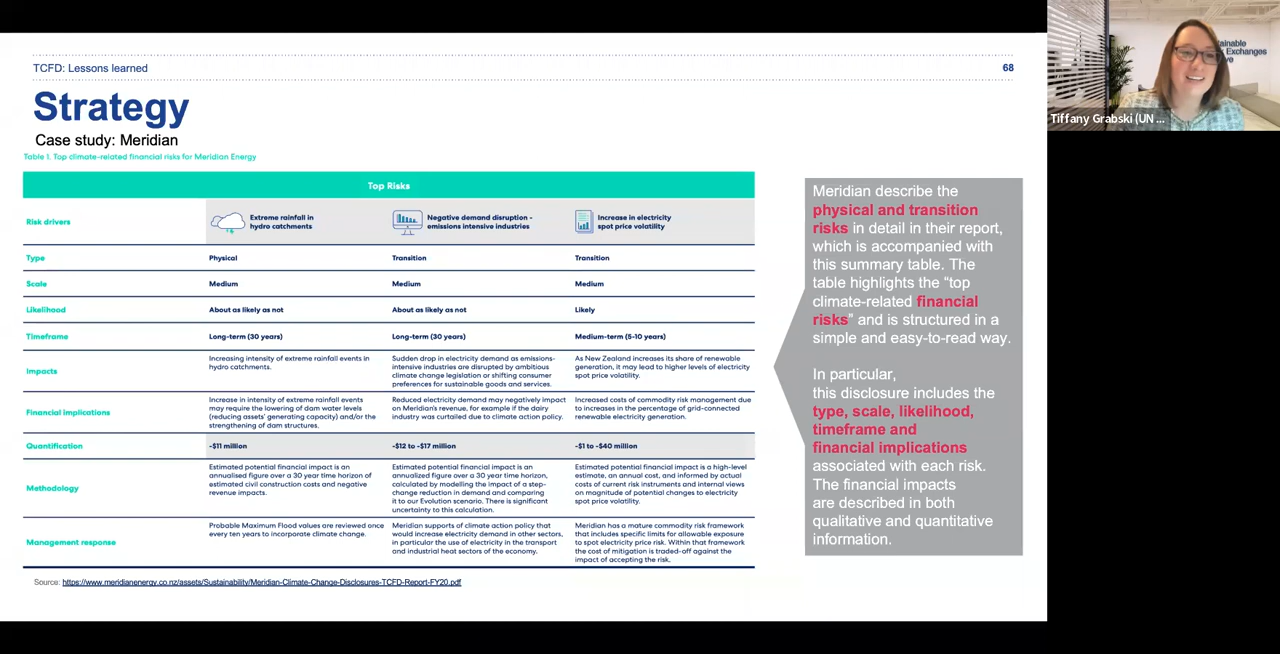 TCFD: Lessons learned
68
Strategy
Case study: Meridian
Table 1. Top climate-related financial risks for Meridian Energy
Top Risks
Risk drivers
Extreme rainfall in
hydro catchments
Negative demand disruption -
emissions intensive industries
Increase in electricity
spot price volatility
Type
Physical
Transition
Transition
Scale
Medium
Medium
Medium
Likelihood
About as likely as not
About as likely as not
Likely
Timeframe
Long-term (30 years)
Long-term (30 years)
Medium-term (5-10 years)
Impacts
Increasing intensity of extreme rainfall events in
hydro catchments.
Sudden drop in electricity demand as emissions-
intensive industries are disrupted by ambitious
climate change legislation or shifting consumer
preferences for sustainable goods and services.
As New Zealand increases its share of renewable
generation, it may lead to higher levels of electricity
spot price volatility.
Financial implications
Increase in intensity of extreme rainfall events
may require the lowering of dam water levels
(reducing assets' generating capacity) and/or the
strengthening of dam structures.
Reduced electricity demand may negatively impact
on Meridian's revenue, for example if the dairy
industry was curtailed due to climate action policy.
Increased costs of commodity risk management due
to increases in the percentage of grid-connected
renewable electricity generation.
Quantification
-$11 million
-$12 to -$17 million
-$1 to -$40 million
Methodology
Estimated potential financial impact is an
annualised figure over a 30 year time horizon of
estimated civil construction costs and negative
revenue impacts.
Estimated potential financial impact is an
annualized figure over a 30 year time horizon,
calculated by modelling the impact of a step-
change reduction in demand and comparing
it to our Evolution scenario. There is significant
uncertainty to this calculation.
Estimated potential financial impact is a high-level
estimate, an annual cost, and informed by actual
costs of current risk instruments and internal views
on magnitude of potential changes to electricity
spot price volatility.
Management response
Probable Maximum Flood values are reviewed once
every ten years to incorporate climate change.
Meridian supports of climate action policy that
would increase electricity demand in other sectors,
in particular the use of electricity in the transport
and industrial heat sectors of the economy.
Meridian has a mature commodity risk framework
that includes specific limits for allowable exposure
to spot electricity price risk. Within that framework
the cost of mitigation is traded-off against the
impact of accepting the risk.
Source: https://www.meridianenergy.co.nz/assets/Sustainability/Meridian-Climate-Change-Disclosures-TCFD-Report-FY20.pdf
Meridian describe the
physical and transition
risks in detail in their report,
which is accompanied with
this summary table. The
table highlights the "top
climate-related financial
risks" and is structured in a
simple and easy-to-read way.
In particular,
this disclosure includes the
type, scale, likelihood,
timeframe and
financial implications
associated with each risk.
The financial impacts
are described in both
qualitative and quantitative
information.
tainable
Exchanges
ve
Tiffany Grabski (UN ...